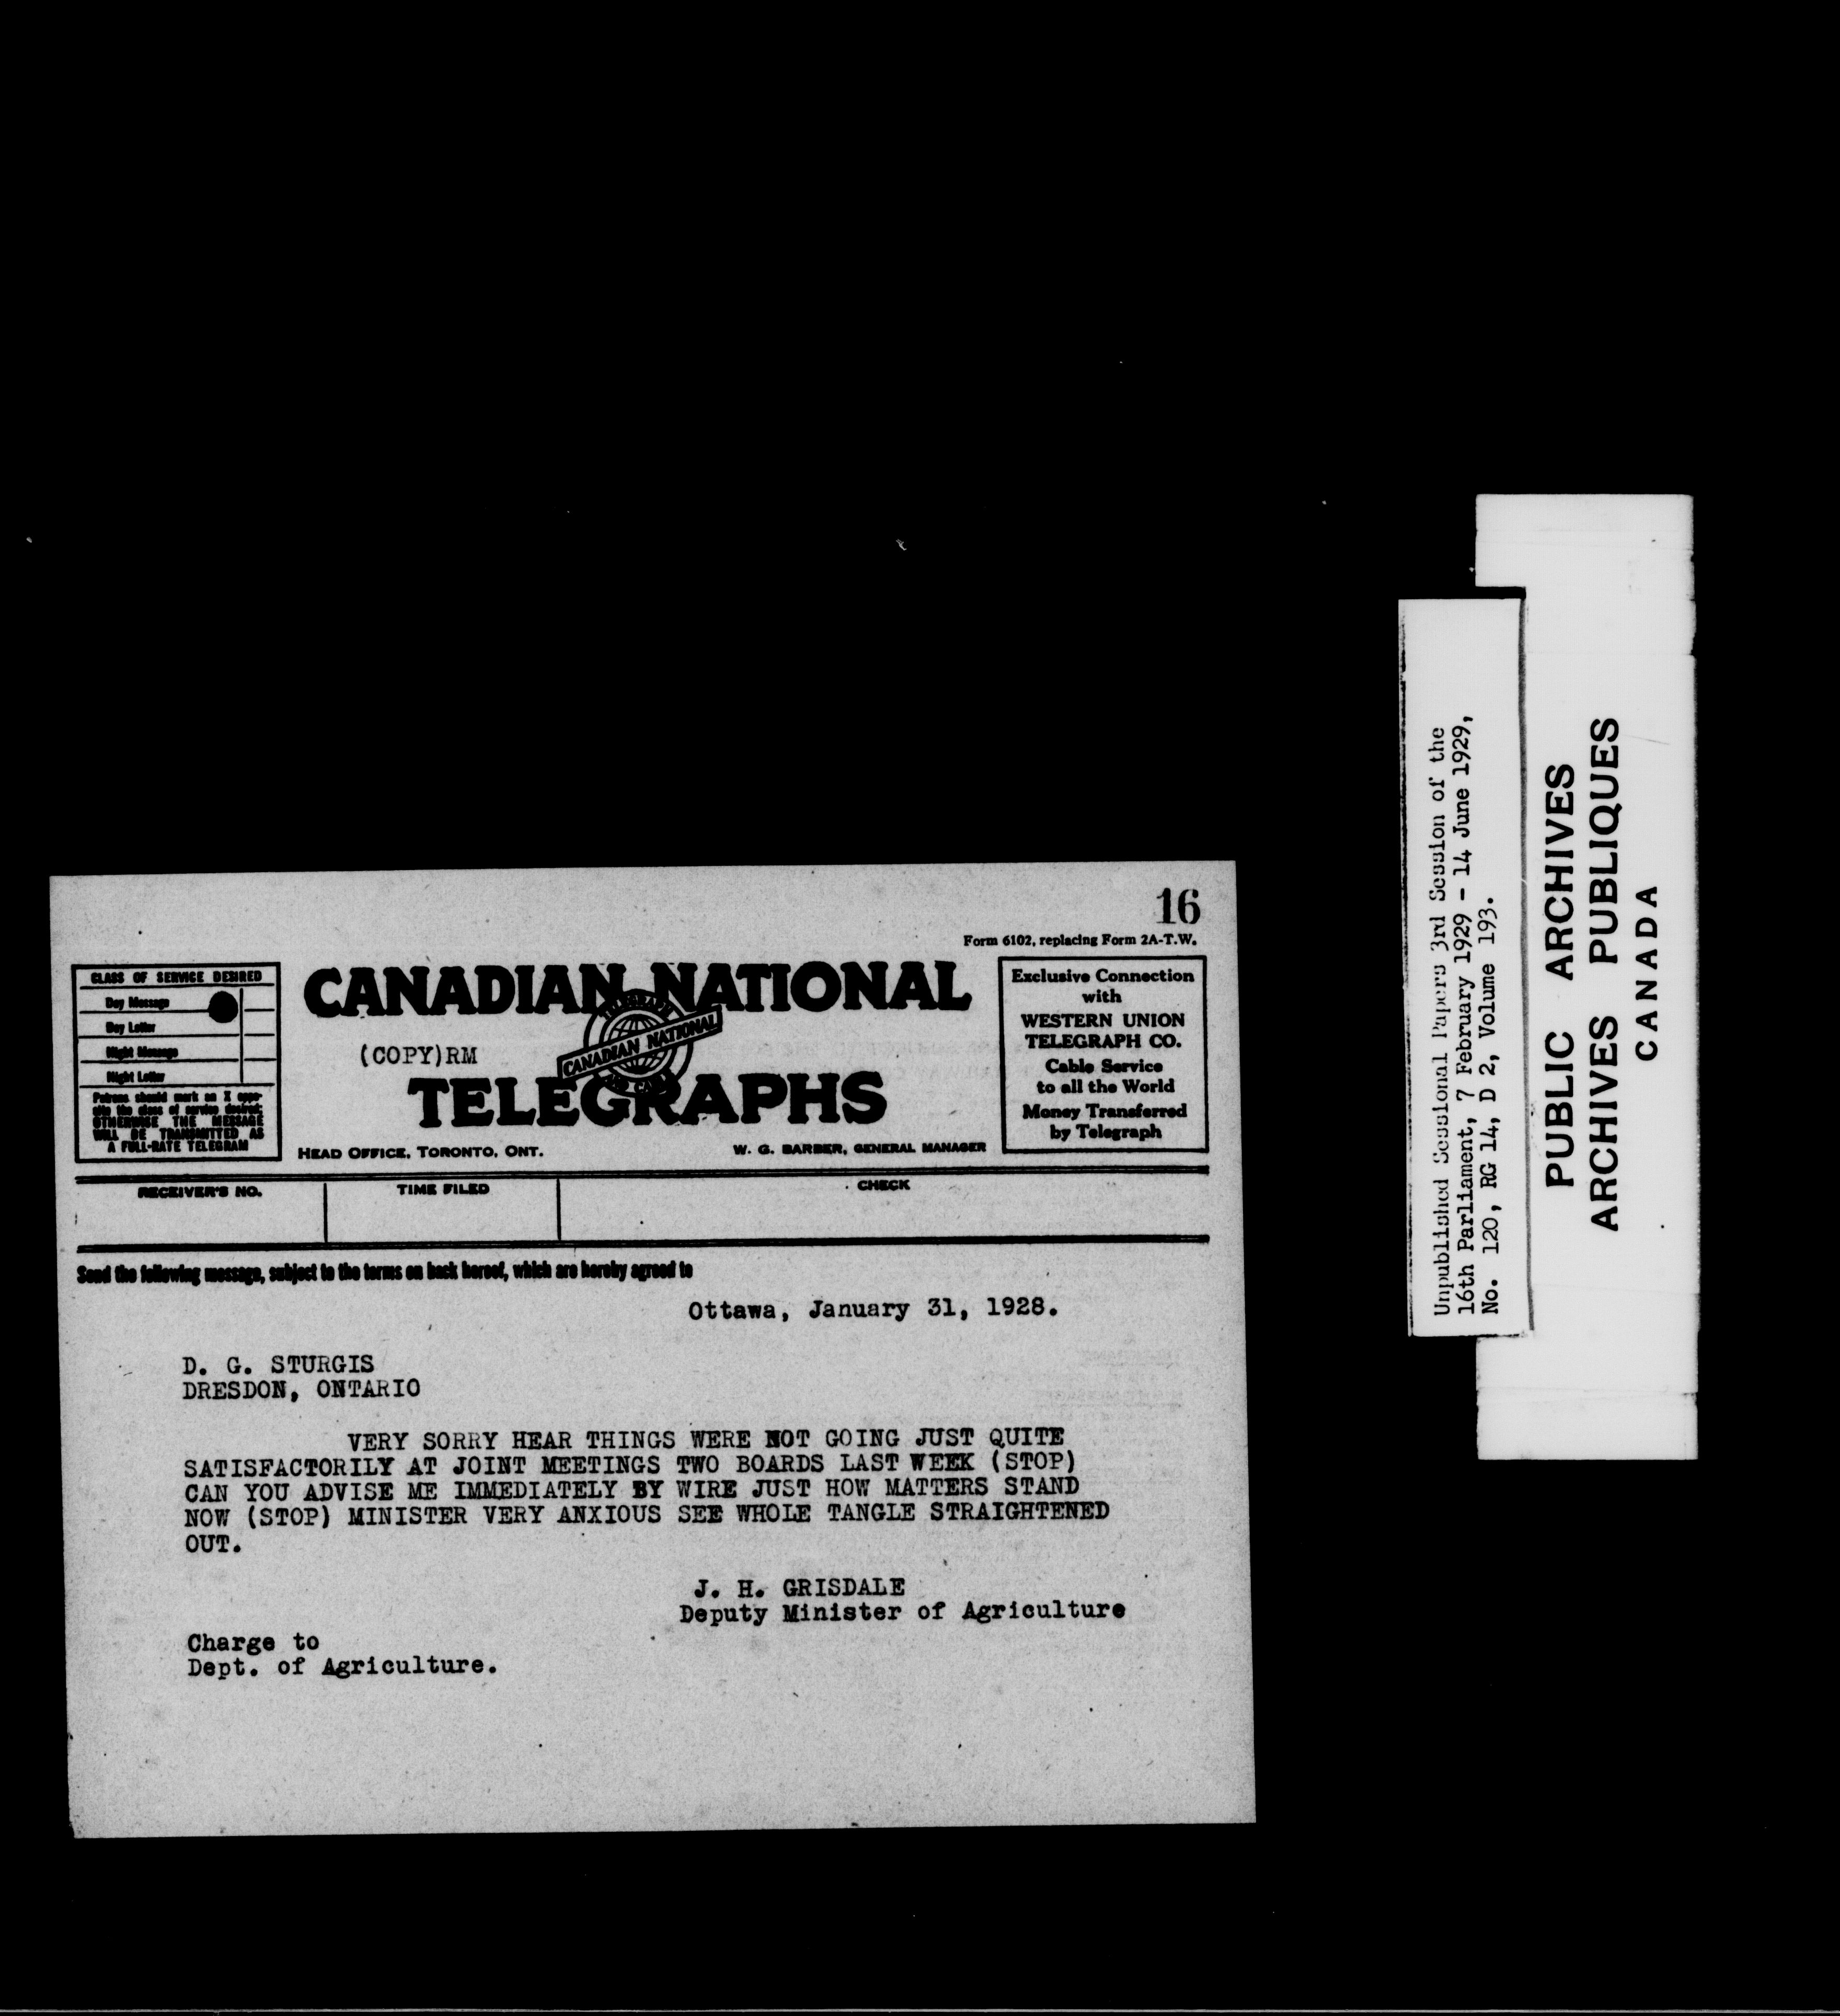 16
Form 6102, replacing Form 2A-T.W.
CLASS OF SERVICE DESIRED
Day Message
Day Letter
Night Message
Night Letter
Patrons should mark an X oppo-
site the class of service desired;
OTHERWISE THE MESSAGE
WILL BE TRANSMITTED AS
A FULL-RATE TELEGRAM
CANADIAN NATIONAL
TELEGRAPH
CANADIAN NATIONAL
AND CABLE
(COPY)RM
TELEGRAPHS
HEAD OFFICE, TORONTO, ONT.
W. G. BARBER, GENERAL MANAGER
Exclusive Connection
with
WESTERN UNION
TELEGRAPH CO.
Cable Service
to all the World
Money Transferred
by Telegraph
RECEIVER'S NO.
TIME FILED
CHECK
Send the following message, subject to the terms on back hereof, which are hereby agreed to
Ottawa, January 31, 1928.
D. G. STURGIS
DRESDON, ONTARIO
VERY SORRY HEAR THINGS WERE NOT GOING JUST QUITE
SATISFACTORILY AT JOINT MEETINGS TWO BOARDS LAST WEEK (STOP)
CAN YOU ADVISE ME IMMEDIATELY BY WIRE JUST HOW MATTERS STAND
NOW (STOP) MINISTER VERY ANXIOUS SEE WHOLE TANGLE STRAIGHTENED
OUT.
J. H. GRISDALE
Deputy Minister of Agriculture
Charge to
Dept. of Agriculture.
Unpublished Sessional Papers 3rd Session of the
16th Parliament, 7 February 1929 - 14 June 1929,
No. 120, RG 14, D 2, Volume 193.
PUBLIC ARCHIVES
ARCHIVES PUBLIQUES
CANADA